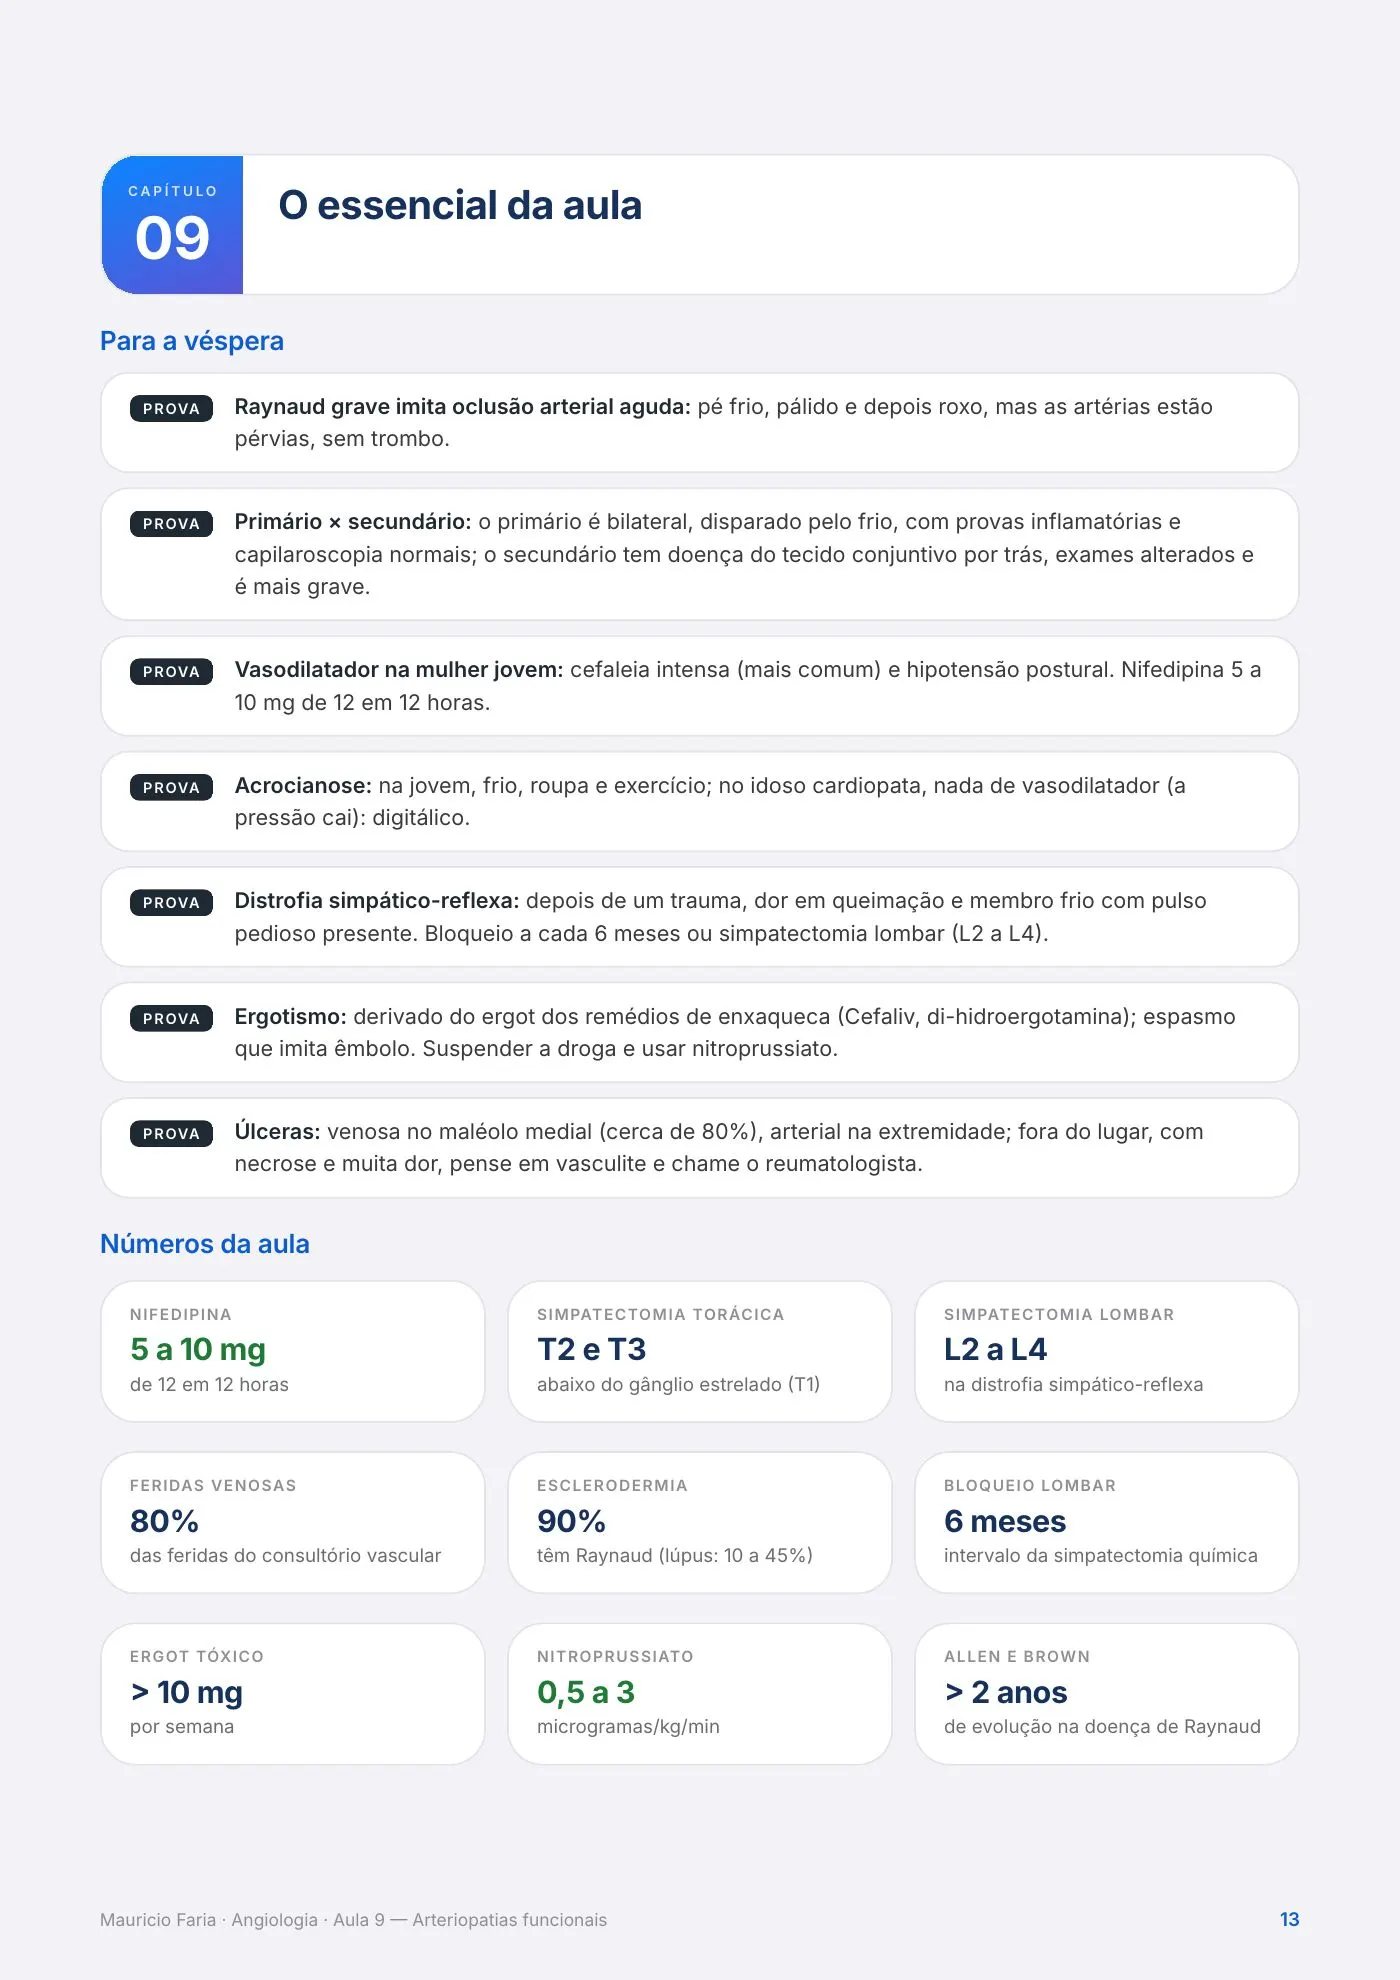 CAPÍTULO
09
O essencial da aula
Para a véspera
PROVA
Raynaud grave imita oclusão arterial aguda: pé frio, pálido e depois roxo, mas as artérias estão
pérvias, sem trombo.
PROVA
Primário × secundário: o primário é bilateral, disparado pelo frio, com provas inflamatórias e
capilaroscopia normais; o secundário tem doença do tecido conjuntivo por trás, exames alterados e
é mais grave.
PROVA
Vasodilatador na mulher jovem: cefaleia intensa (mais comum) e hipotensão postural. Nifedipina 5 a
10 mg de 12 em 12 horas.
PROVA
Acrocianose: na jovem, frio, roupa e exercício; no idoso cardiopata, nada de vasodilatador (a
pressão cai): digitálico.
PROVA
Distrofia simpático-reflexa: depois de um trauma, dor em queimação e membro frio com pulso
pedioso presente. Bloqueio a cada 6 meses ou simpatectomia lombar (L2 a L4).
PROVA
Ergotismo: derivado do ergot dos remédios de enxaqueca (Cefaliv, di-hidroergotamina); espasmo
que imita êmbolo. Suspender a droga e usar nitroprussiato.
PROVA
Úlceras: venosa no maléolo medial (cerca de 80%), arterial na extremidade; fora do lugar, com
necrose e muita dor, pense em vasculite e chame o reumatologista.
Números da aula
NIFEDIPINA
5 a 10 mg
de 12 em 12 horas
SIMPATECTOMIA TORÁCICA
T2 e T3
abaixo do gânglio estrelado (T1)
SIMPATECTOMIA LOMBAR
L2 a L4
na distrofia simpático-reflexa
FERIDAS VENOSAS
80%
das feridas do consultório vascular
ESCLERODERMIA
90%
têm Raynaud (lúpus: 10 a 45%)
BLOQUEIO LOMBAR
6 meses
intervalo da simpatectomia química
ERGOT TÓXICO
> 10 mg
por semana
NITROPRUSSIATO
0,5 a 3
microgramas/kg/min
ALLEN E BROWN
> 2 anos
de evolução na doença de Raynaud
Mauricio Faria · Angiologia · Aula 9 — Arteriopatias funcionais
13